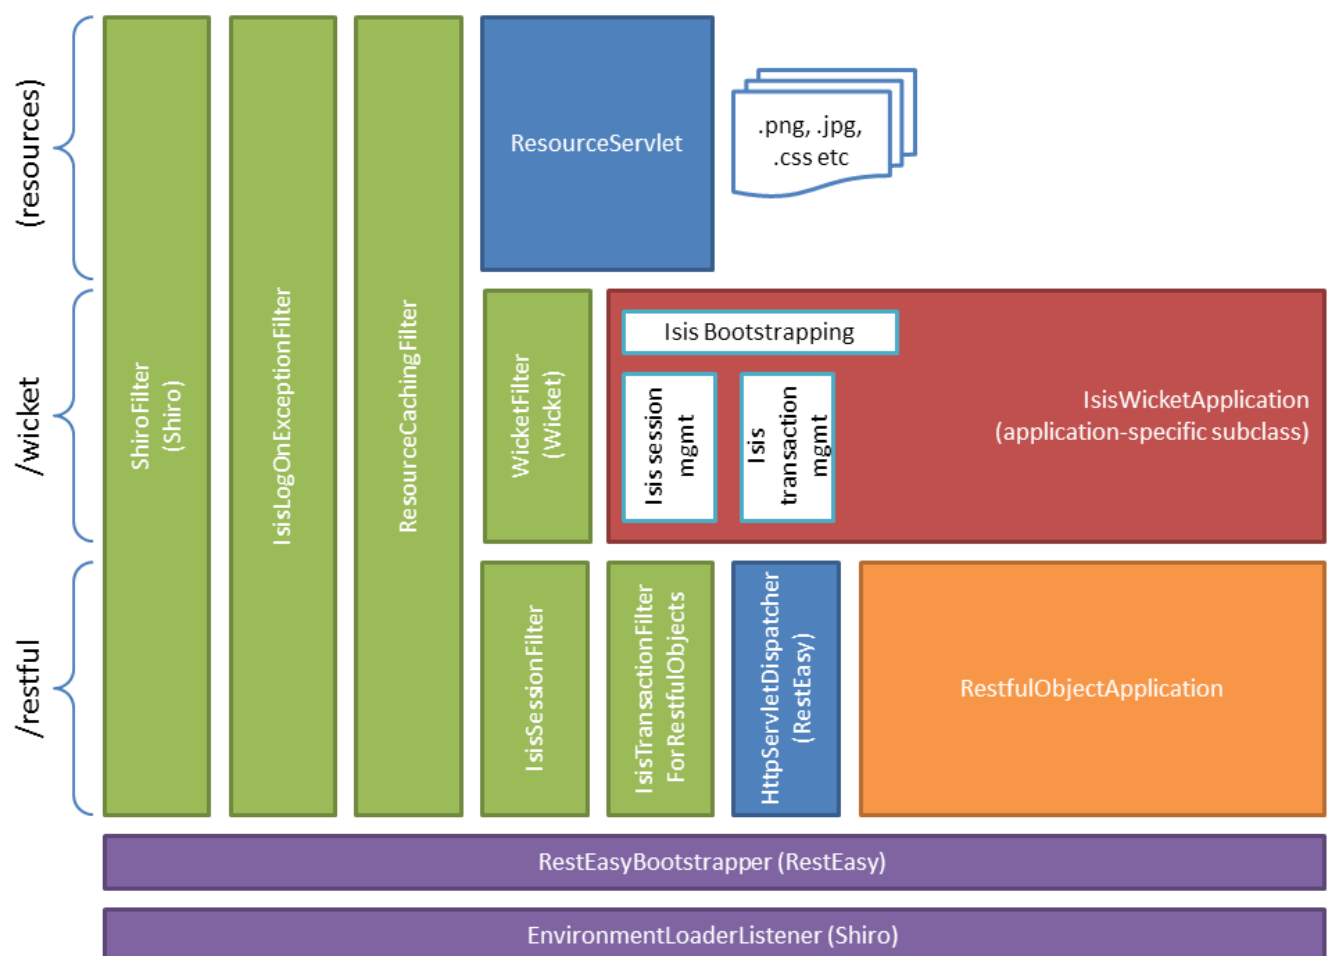 (resources)
/wicket
/restful
ShiroFilter
(Shiro)
IsisLogOnExceptionFilter
ResourceCachingFilter
ResourceServlet
.png, .jpg,
.css etc
WicketFilter
(Wicket)
Isis Bootstrapping
Isis session
mgmt
Isis
transaction
mgmt
IsisWicketApplication
(application-specific subclass)
IsisSessionFilter
IsisTransactionFilter
ForRestfulObjects
HttpServletDispatcher
(RestEasy)
RestfulObjectApplication
RestEasyBootstrapper (RestEasy)
EnvironmentLoaderListener (Shiro)